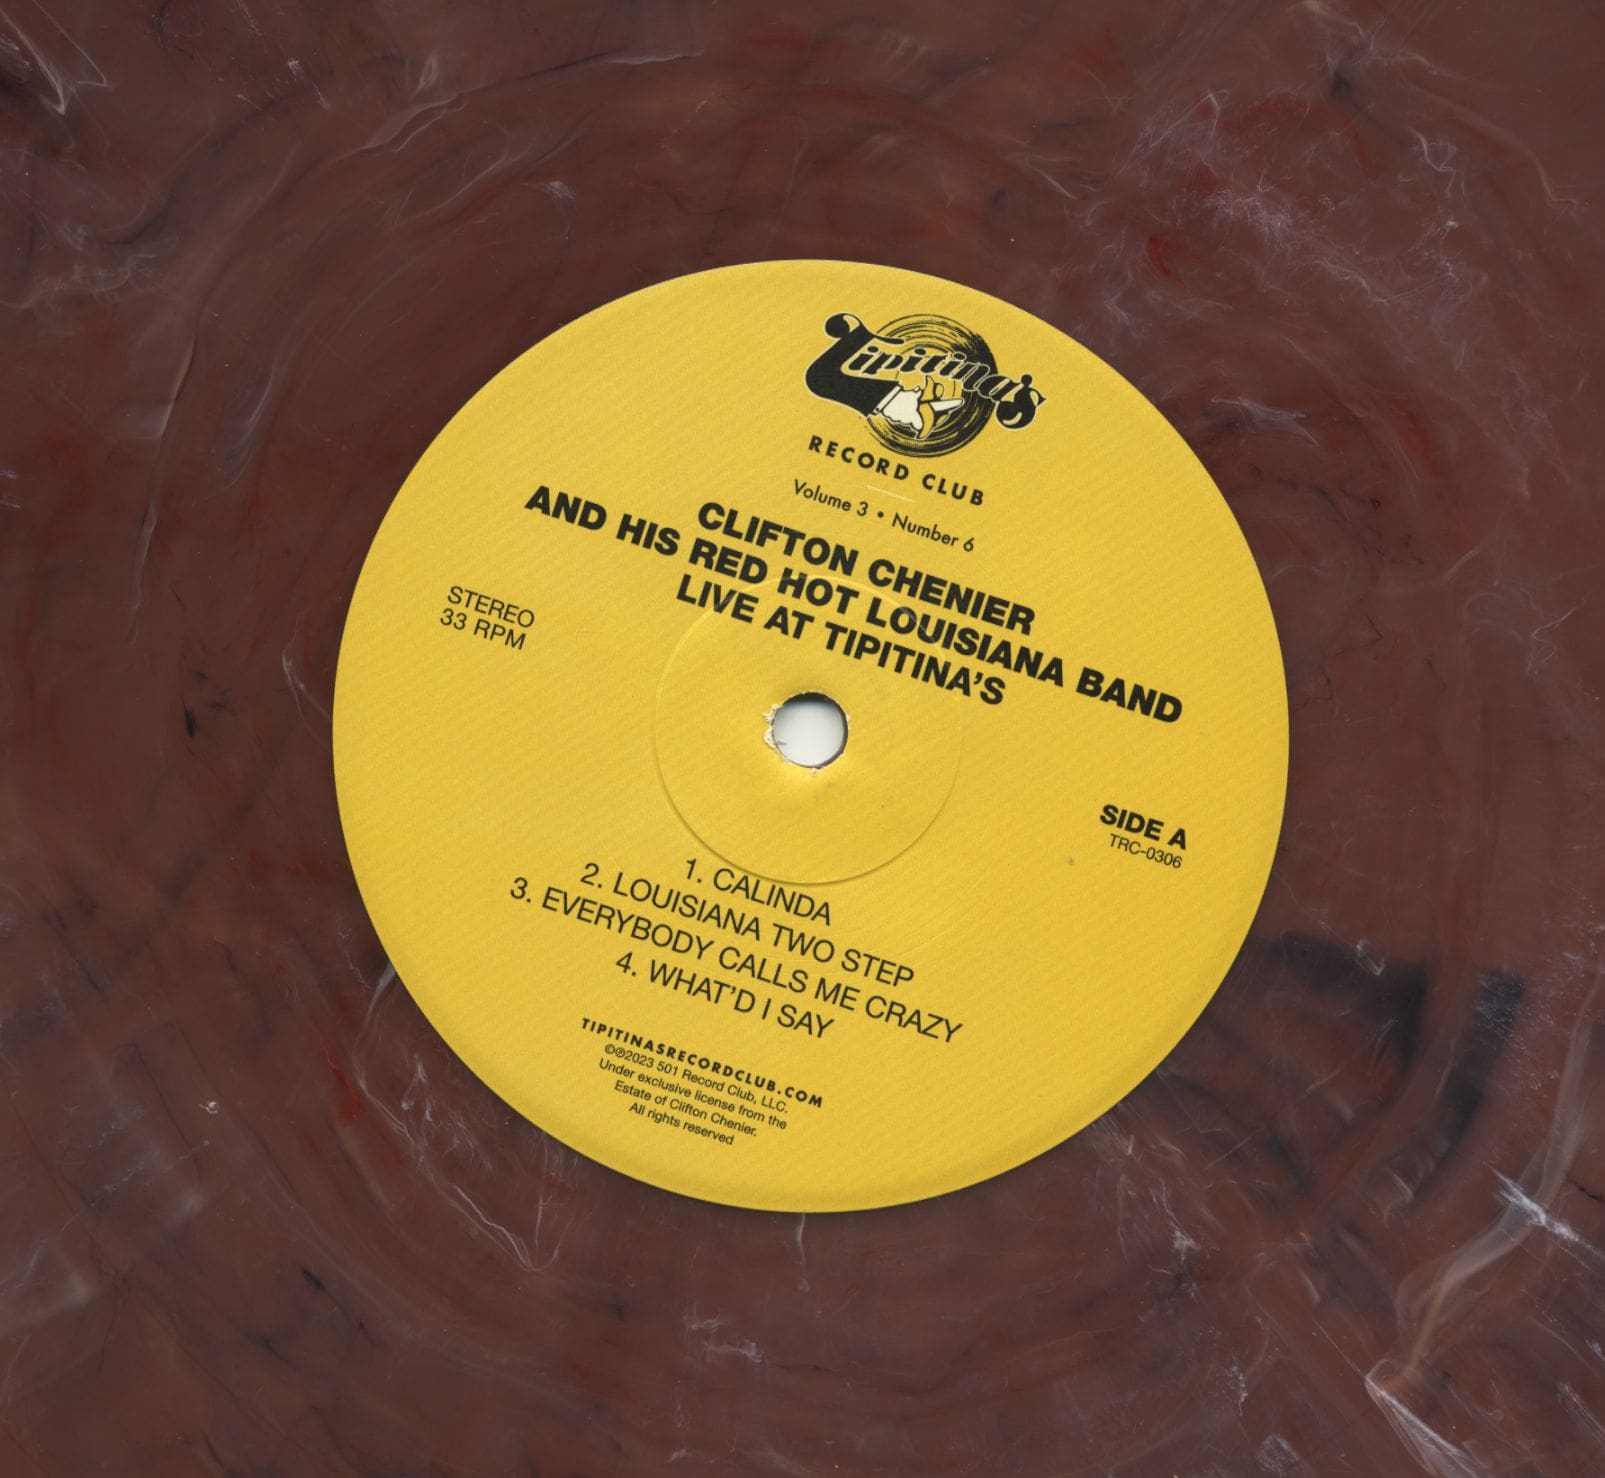 Tipitina's
RECORD CLUB
Volume 3 • Number 6
CLIFTON CHENIER
AND HIS RED HOT LOUISIANA BAND
LIVE AT TIPITINA'S
STEREO
33 RPM
SIDE A
TRC-0306
1. CALINDA
2. LOUISIANA TWO STEP
3. EVERYBODY CALLS ME CRAZY
4. WHAT'D I SAY
TIPITINASRECORDCLUB.COM
©℗2023 501 Record Club, LLC.
Under exclusive license from the
Estate of Clifton Chenier.
All rights reserved